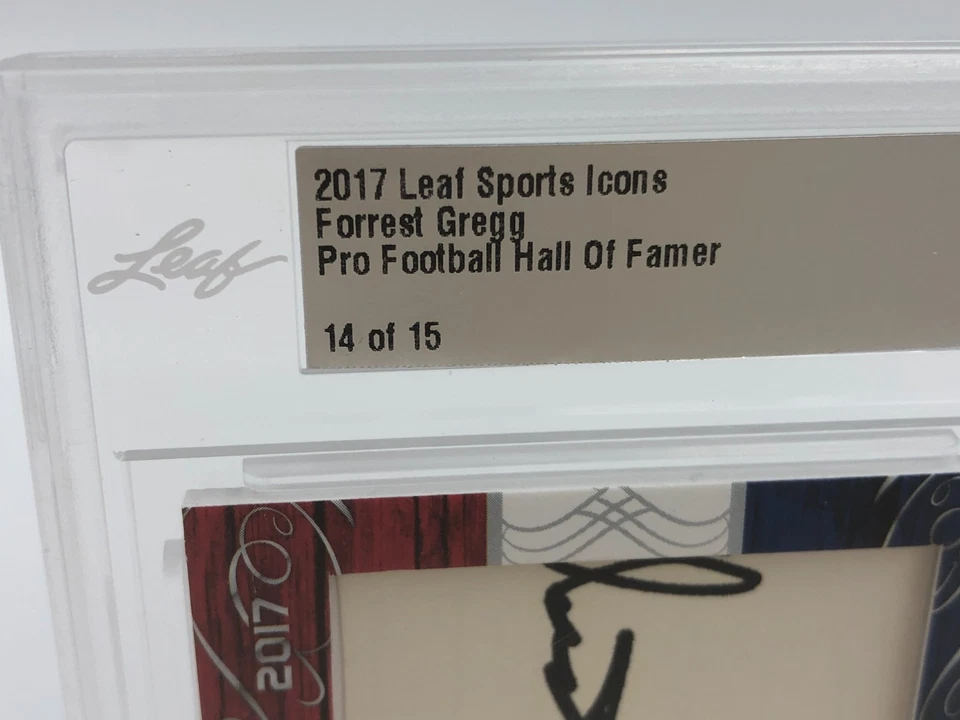 2017 Leaf Sports Icons
Forrest Gregg
Pro Football Hall Of Famer
14 of 15
Leaf
2017